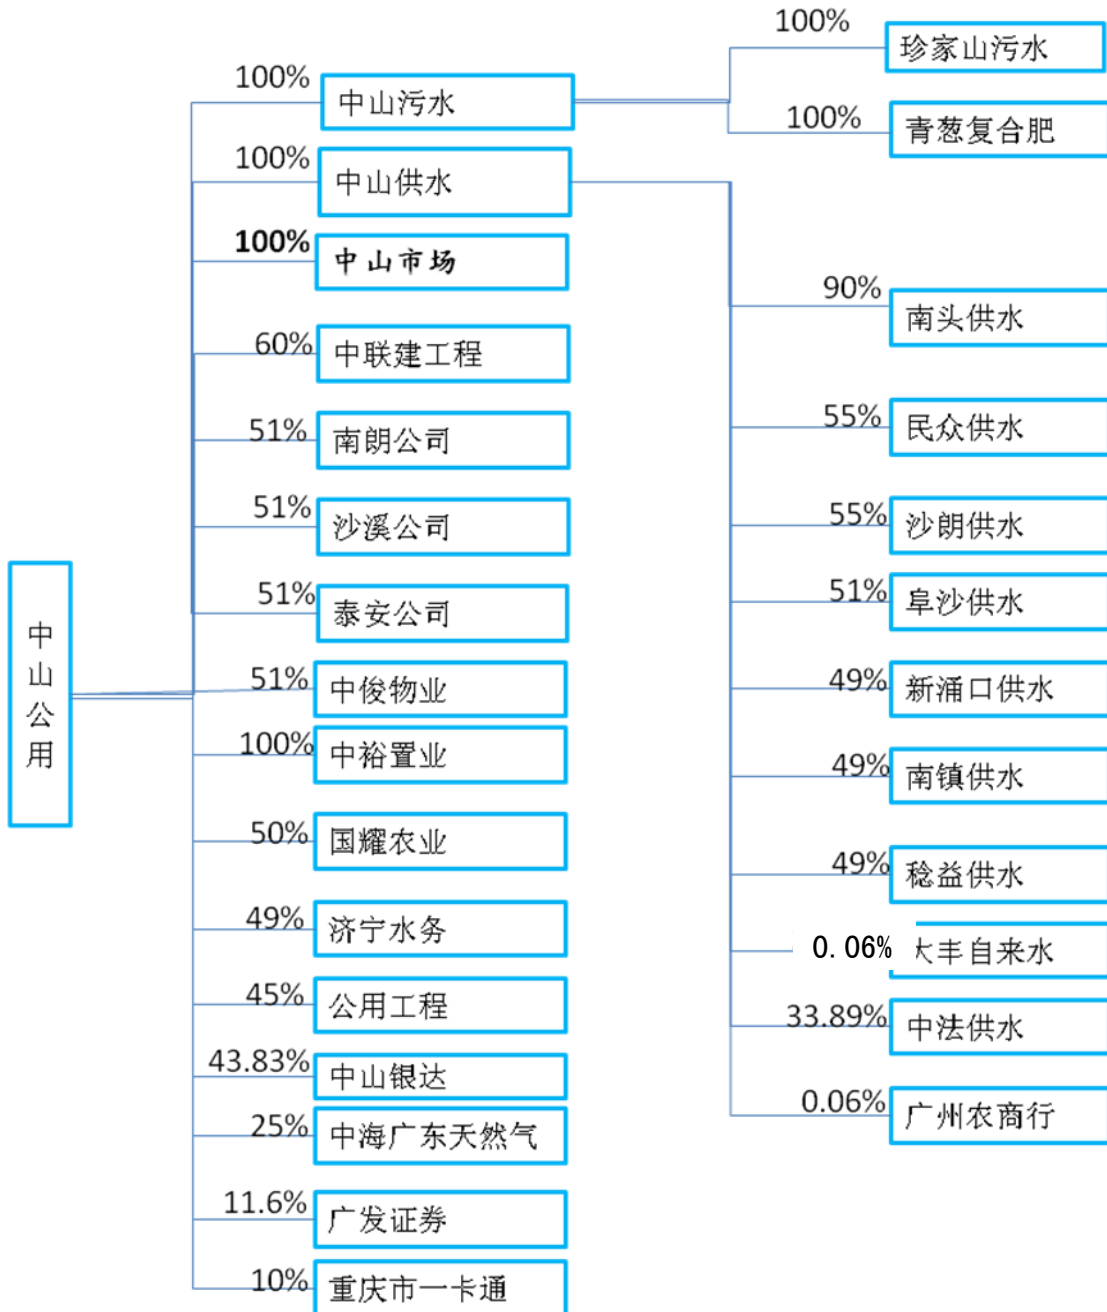 中山公用
100%
中山污水
100%
中山供水
100%
中山市场
60%
中联建工程
51%
南朗公司
51%
沙溪公司
51%
泰安公司
51%
中俊物业
100%
中裕置业
50%
国耀农业
49%
济宁水务
45%
公用工程
43.83%
中山银达
25%
中海广东天然气
11.6%
广发证券
10%
重庆市一卡通
100%
珍家山污水
100%
青葱复合肥
90%
南头供水
55%
民众供水
55%
沙朗供水
51%
阜沙供水
49%
新涌口供水
49%
南镇供水
49%
稔益供水
0.06%
大丰自来水
33.89%
中法供水
0.06%
广州农商行